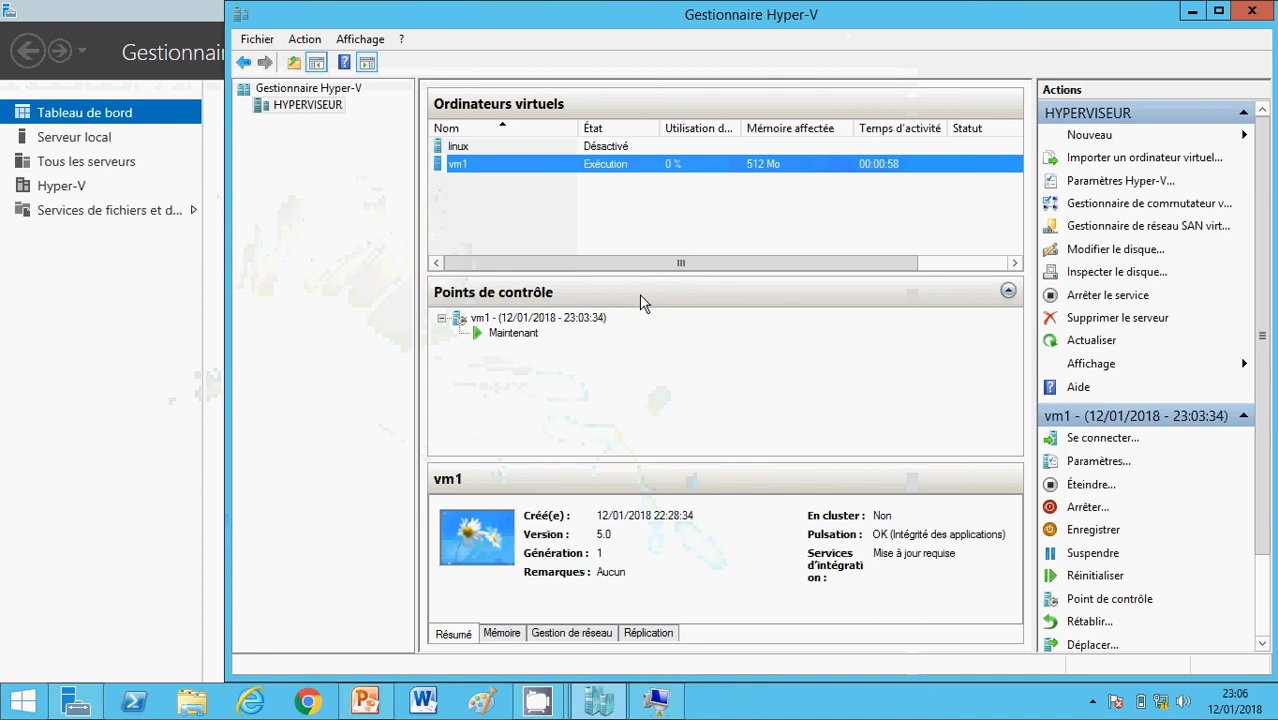 Gestionnaire Hyper-V
Gestionnair
Fichier Action Affichage ?
Tableau de bord
Serveur local
Tous les serveurs
Hyper-V
Services de fichiers et d...
Gestionnaire Hyper-V
HYPERVISEUR
Ordinateurs virtuels
Nom État Utilisation d... Mémoire affectée Temps d'activité Statut
linux Désactivé
vm1 Exécution 0 % 512 Mo 00:00:58
Points de contrôle
vm1 - (12/01/2018 - 23:03:34)
Maintenant
vm1
Créé(e) : 12/01/2018 22:28:34
Version : 5.0
Génération : 1
Remarques : Aucun
En cluster : Non
Pulsation : OK (Intégrité des applications)
Services Mise à jour requise
d'intégrati
on :
Résumé Mémoire Gestion de réseau Réplication
Actions
HYPERVISEUR
Nouveau
Importer un ordinateur virtuel...
Paramètres Hyper-V...
Gestionnaire de commutateur v...
Gestionnaire de réseau SAN virt...
Modifier le disque...
Inspecter le disque...
Arrêter le service
Supprimer le serveur
Actualiser
Affichage
Aide
vm1 - (12/01/2018 - 23:03:34)
Se connecter...
Paramètres...
Éteindre...
Arrêter...
Enregistrer
Suspendre
Réinitialiser
Point de contrôle
Rétablir...
Déplacer...
23:06
12/01/2018